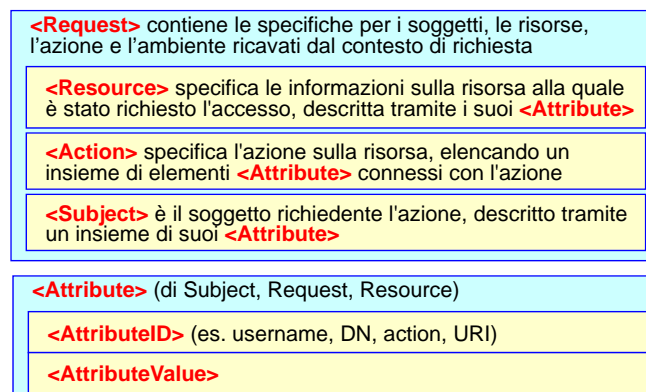 <Request> contiene le specifiche per i soggetti, le risorse,
l'azione e l'ambiente ricavati dal contesto di richiesta
<Resource> specifica le informazioni sulla risorsa alla quale
è stato richiesto l'accesso, descritta tramite i suoi <Attribute>
<Action> specifica l'azione sulla risorsa, elencando un
insieme di elementi <Attribute> connessi con l'azione
<Subject> è il soggetto richiedente l'azione, descritto tramite
un insieme di suoi <Attribute>
<Attribute> (di Subject, Request, Resource)
<AttributeID> (es. username, DN, action, URI)
<AttributeValue>